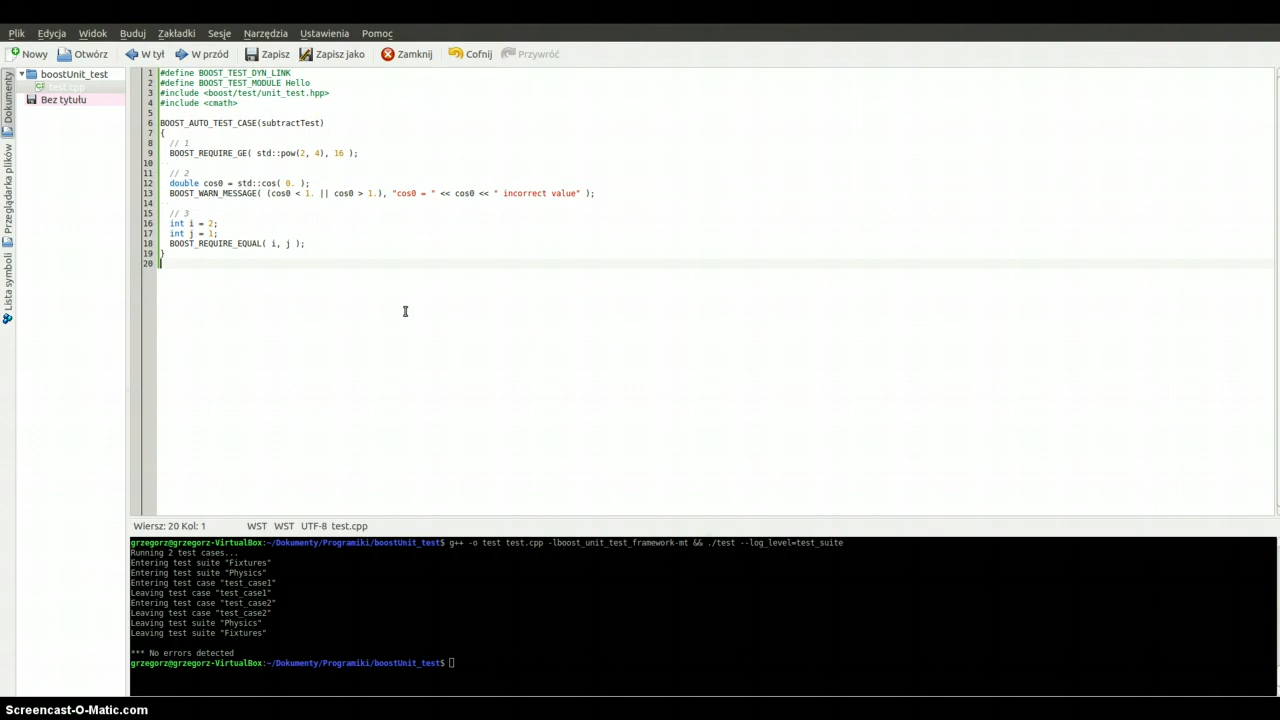 Plik Edycja Widok Buduj Zakładki Sesje Narzędzia Ustawienia Pomoc
Nowy Otwórz W tył W przód Zapisz Zapisz jako Zamknij Cofnij Przywróć
Dokumenty
Przeglądarka plików
Lista symboli
boostUnit_test
test.cpp
Bez tytułu
1 #define BOOST_TEST_DYN_LINK
2 #define BOOST_TEST_MODULE Hello
3 #include <boost/test/unit_test.hpp>
4 #include <cmath>
5
6 BOOST_AUTO_TEST_CASE(subtractTest)
7 {
8 // 1
9 BOOST_REQUIRE_GE( std::pow(2, 4), 16 );
10
11 // 2
12 double cos0 = std::cos( 0. );
13 BOOST_WARN_MESSAGE( (cos0 < 1. || cos0 > 1.), "cos0 = " << cos0 << " incorrect value" );
14
15 // 3
16 int i = 2;
17 int j = 1;
18 BOOST_REQUIRE_EQUAL( i, j );
19 }
20
Wiersz: 20 Kol: 1 WST WST UTF-8 test.cpp
grzegorz@grzegorz-VirtualBox:~/Dokumenty/Programiki/boostUnit_test$ g++ -o test test.cpp -lboost_unit_test_framework-mt && ./test --log_level=test_suite
Running 2 test cases...
Entering test suite "Fixtures"
Entering test suite "Physics"
Entering test case "test_case1"
Leaving test case "test_case1"
Entering test case "test_case2"
Leaving test case "test_case2"
Leaving test suite "Physics"
Leaving test suite "Fixtures"
*** No errors detected
grzegorz@grzegorz-VirtualBox:~/Dokumenty/Programiki/boostUnit_test$
Screencast-O-Matic.com